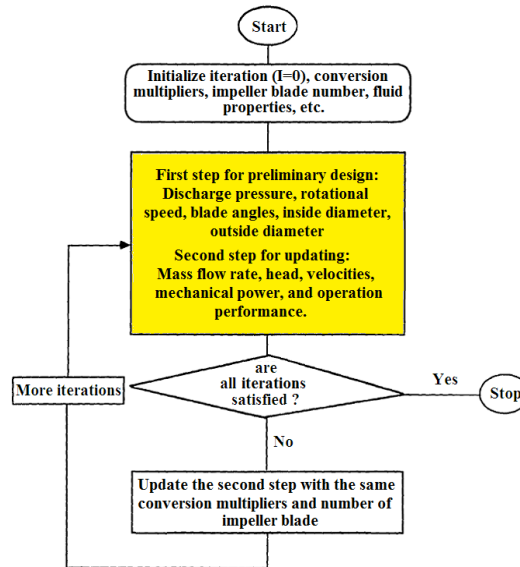 Start
Initialize iteration (I=0), conversion
multipliers, impeller blade number, fluid
properties, etc.
First step for preliminary design:
Discharge pressure, rotational
speed, blade angles, inside diameter,
outside diameter
Second step for updating:
Mass flow rate, head, velocities,
mechanical power, and operation
performance.
are
all iterations
satisfied ?
Yes
Stop
More iterations
No
Update the second step with the same
conversion multipliers and number of
impeller blade